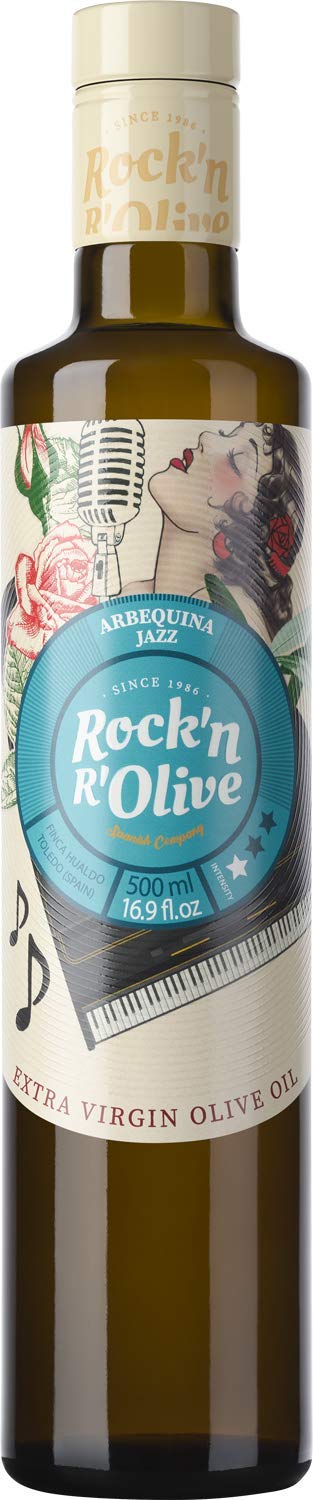 · SINCE 1986 ·
Rock'n
R'Olive
ARBEQUINA
JAZZ
· SINCE 1986 ·
Rock'n
R'Olive
Spanish Company
FINCA HUALDO
TOLEDO (SPAIN)
500 ml
16.9 fl.oz
INTENSITY
EXTRA VIRGIN OLIVE OIL